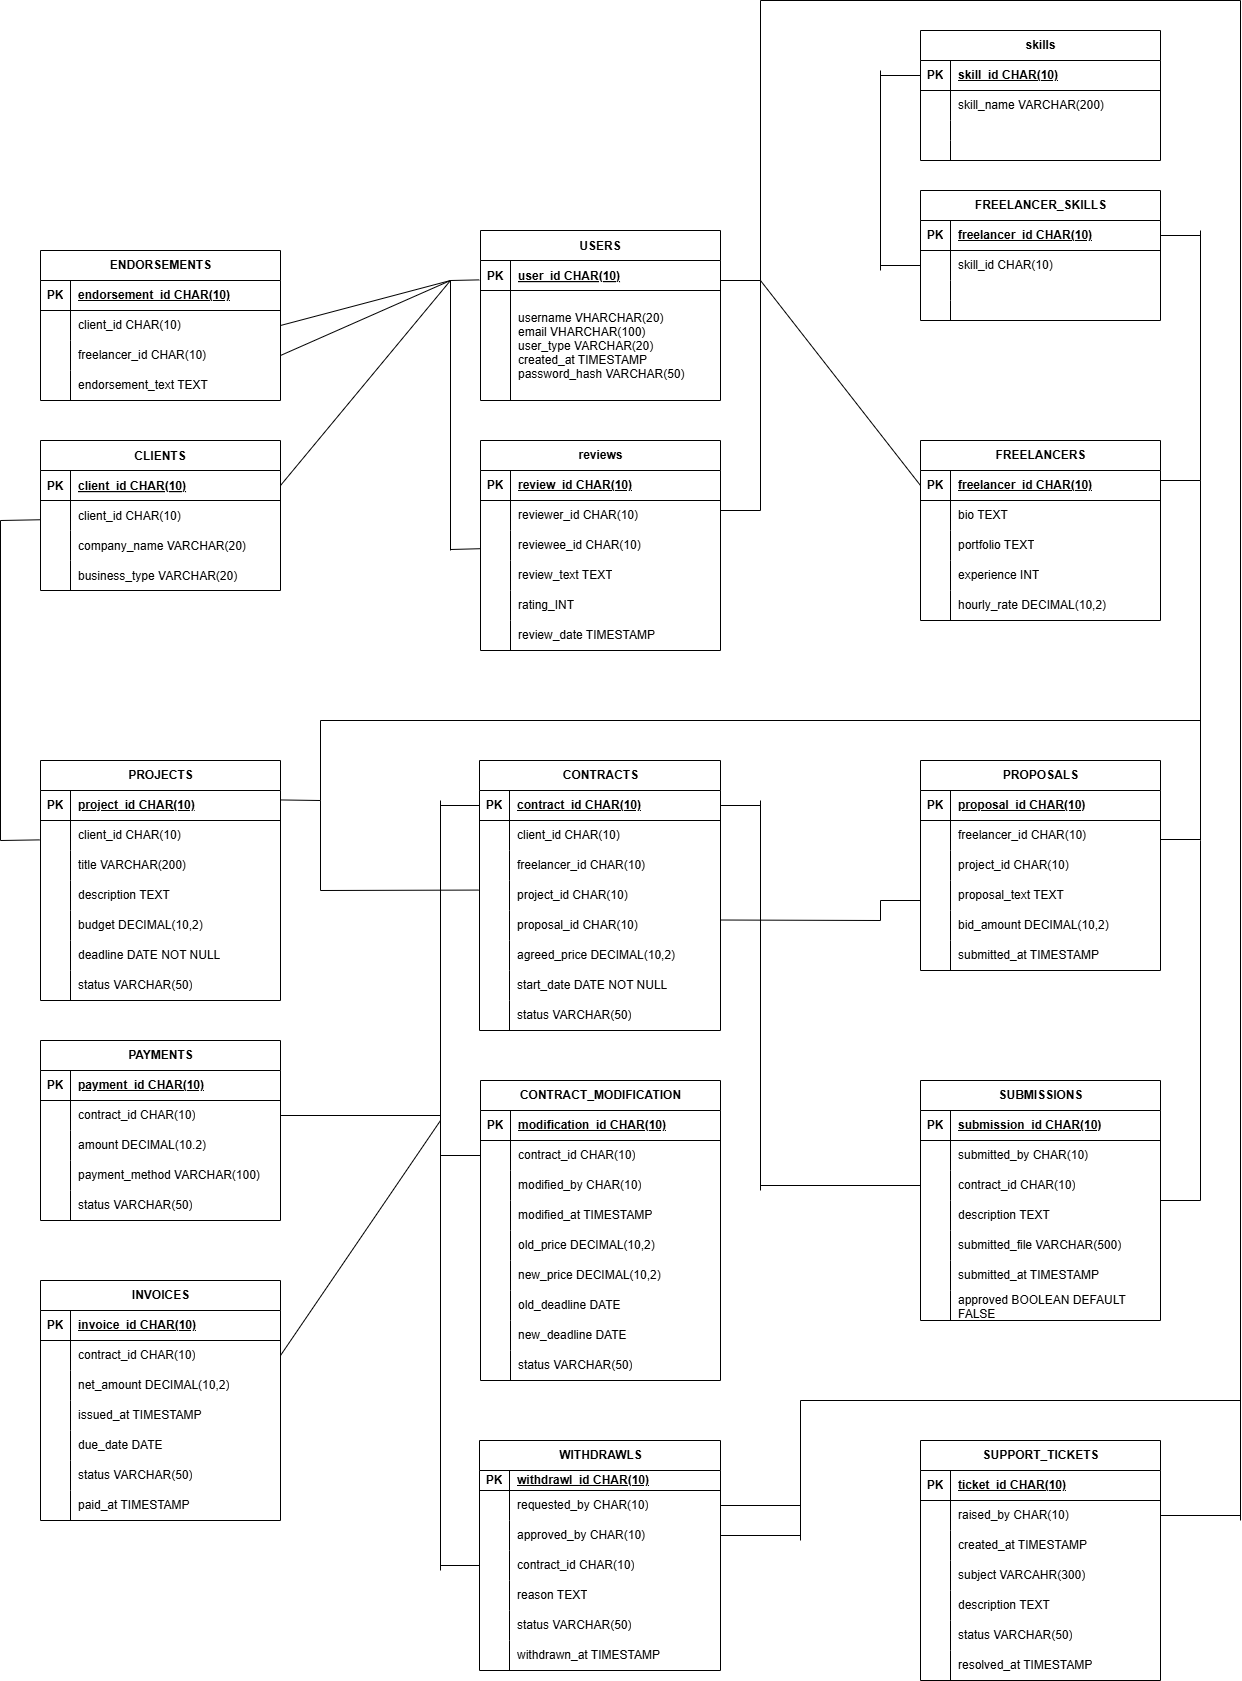 skills
PK skill_id CHAR(10)
skill_name VARCHAR(200)
FREELANCER_SKILLS
PK freelancer_id CHAR(10)
skill_id CHAR(10)
ENDORSEMENTS
PK endorsement_id CHAR(10)
client_id CHAR(10)
freelancer_id CHAR(10)
endorsement_text TEXT
USERS
PK user_id CHAR(10)
username VHARCHAR(20)
email VHARCHAR(100)
user_type VARCHAR(20)
created_at TIMESTAMP
password_hash VARCHAR(50)
CLIENTS
PK client_id CHAR(10)
client_id CHAR(10)
company_name VARCHAR(20)
business_type VARCHAR(20)
reviews
PK review_id CHAR(10)
reviewer_id CHAR(10)
reviewee_id CHAR(10)
review_text TEXT
rating_INT
review_date TIMESTAMP
FREELANCERS
PK freelancer_id CHAR(10)
bio TEXT
portfolio TEXT
experience INT
hourly_rate DECIMAL(10,2)
PROJECTS
PK project_id CHAR(10)
client_id CHAR(10)
title VARCHAR(200)
description TEXT
budget DECIMAL(10,2)
deadline DATE NOT NULL
status VARCHAR(50)
CONTRACTS
PK contract_id CHAR(10)
client_id CHAR(10)
freelancer_id CHAR(10)
project_id CHAR(10)
proposal_id CHAR(10)
agreed_price DECIMAL(10,2)
start_date DATE NOT NULL
status VARCHAR(50)
PROPOSALS
PK proposal_id CHAR(10)
freelancer_id CHAR(10)
project_id CHAR(10)
proposal_text TEXT
bid_amount DECIMAL(10,2)
submitted_at TIMESTAMP
PAYMENTS
PK payment_id CHAR(10)
contract_id CHAR(10)
amount DECIMAL(10.2)
payment_method VARCHAR(100)
status VARCHAR(50)
CONTRACT_MODIFICATION
PK modification_id CHAR(10)
contract_id CHAR(10)
modified_by CHAR(10)
modified_at TIMESTAMP
old_price DECIMAL(10,2)
new_price DECIMAL(10,2)
old_deadline DATE
new_deadline DATE
status VARCHAR(50)
SUBMISSIONS
PK submission_id CHAR(10)
submitted_by CHAR(10)
contract_id CHAR(10)
description TEXT
submitted_file VARCHAR(500)
submitted_at TIMESTAMP
approved BOOLEAN DEFAULT
FALSE
INVOICES
PK invoice_id CHAR(10)
contract_id CHAR(10)
net_amount DECIMAL(10,2)
issued_at TIMESTAMP
due_date DATE
status VARCHAR(50)
paid_at TIMESTAMP
WITHDRAWLS
PK withdrawl_id CHAR(10)
requested_by CHAR(10)
approved_by CHAR(10)
contract_id CHAR(10)
reason TEXT
status VARCHAR(50)
withdrawn_at TIMESTAMP
SUPPORT_TICKETS
PK ticket_id CHAR(10)
raised_by CHAR(10)
created_at TIMESTAMP
subject VARCAHR(300)
description TEXT
status VARCHAR(50)
resolved_at TIMESTAMP